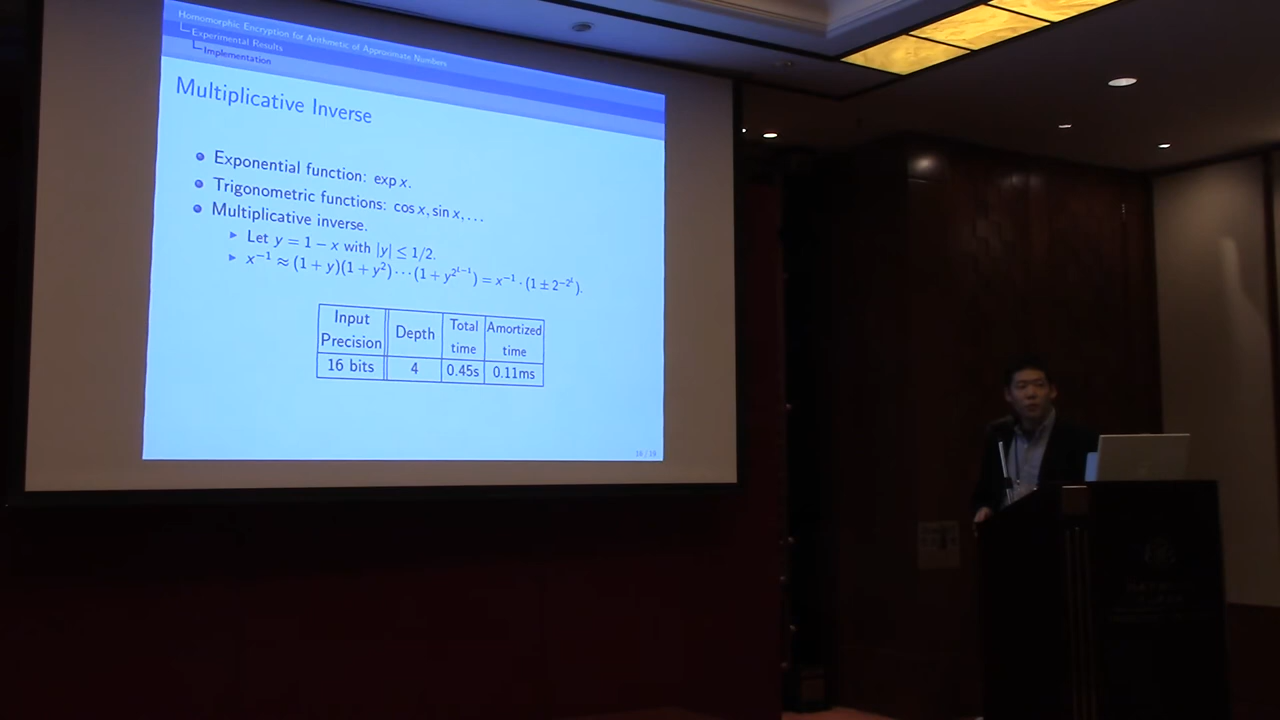 Homomorphic Encryption for Arithmetic of Approximate Numbers
Experimental Results
Implementation
Multiplicative Inverse
Exponential function: exp x.
Trigonometric functions: cos x, sin x, . . .
Multiplicative inverse.
Let y = 1 − x with |y| ≤ 1/2.
x⁻¹ ≈ (1 + y)(1 + y²) · · · (1 + y^{2^{L−1}}) = x⁻¹ · (1 ± 2^{−2^L}).
Input Precision Depth Total time Amortized time
16 bits 4 0.45s 0.11ms